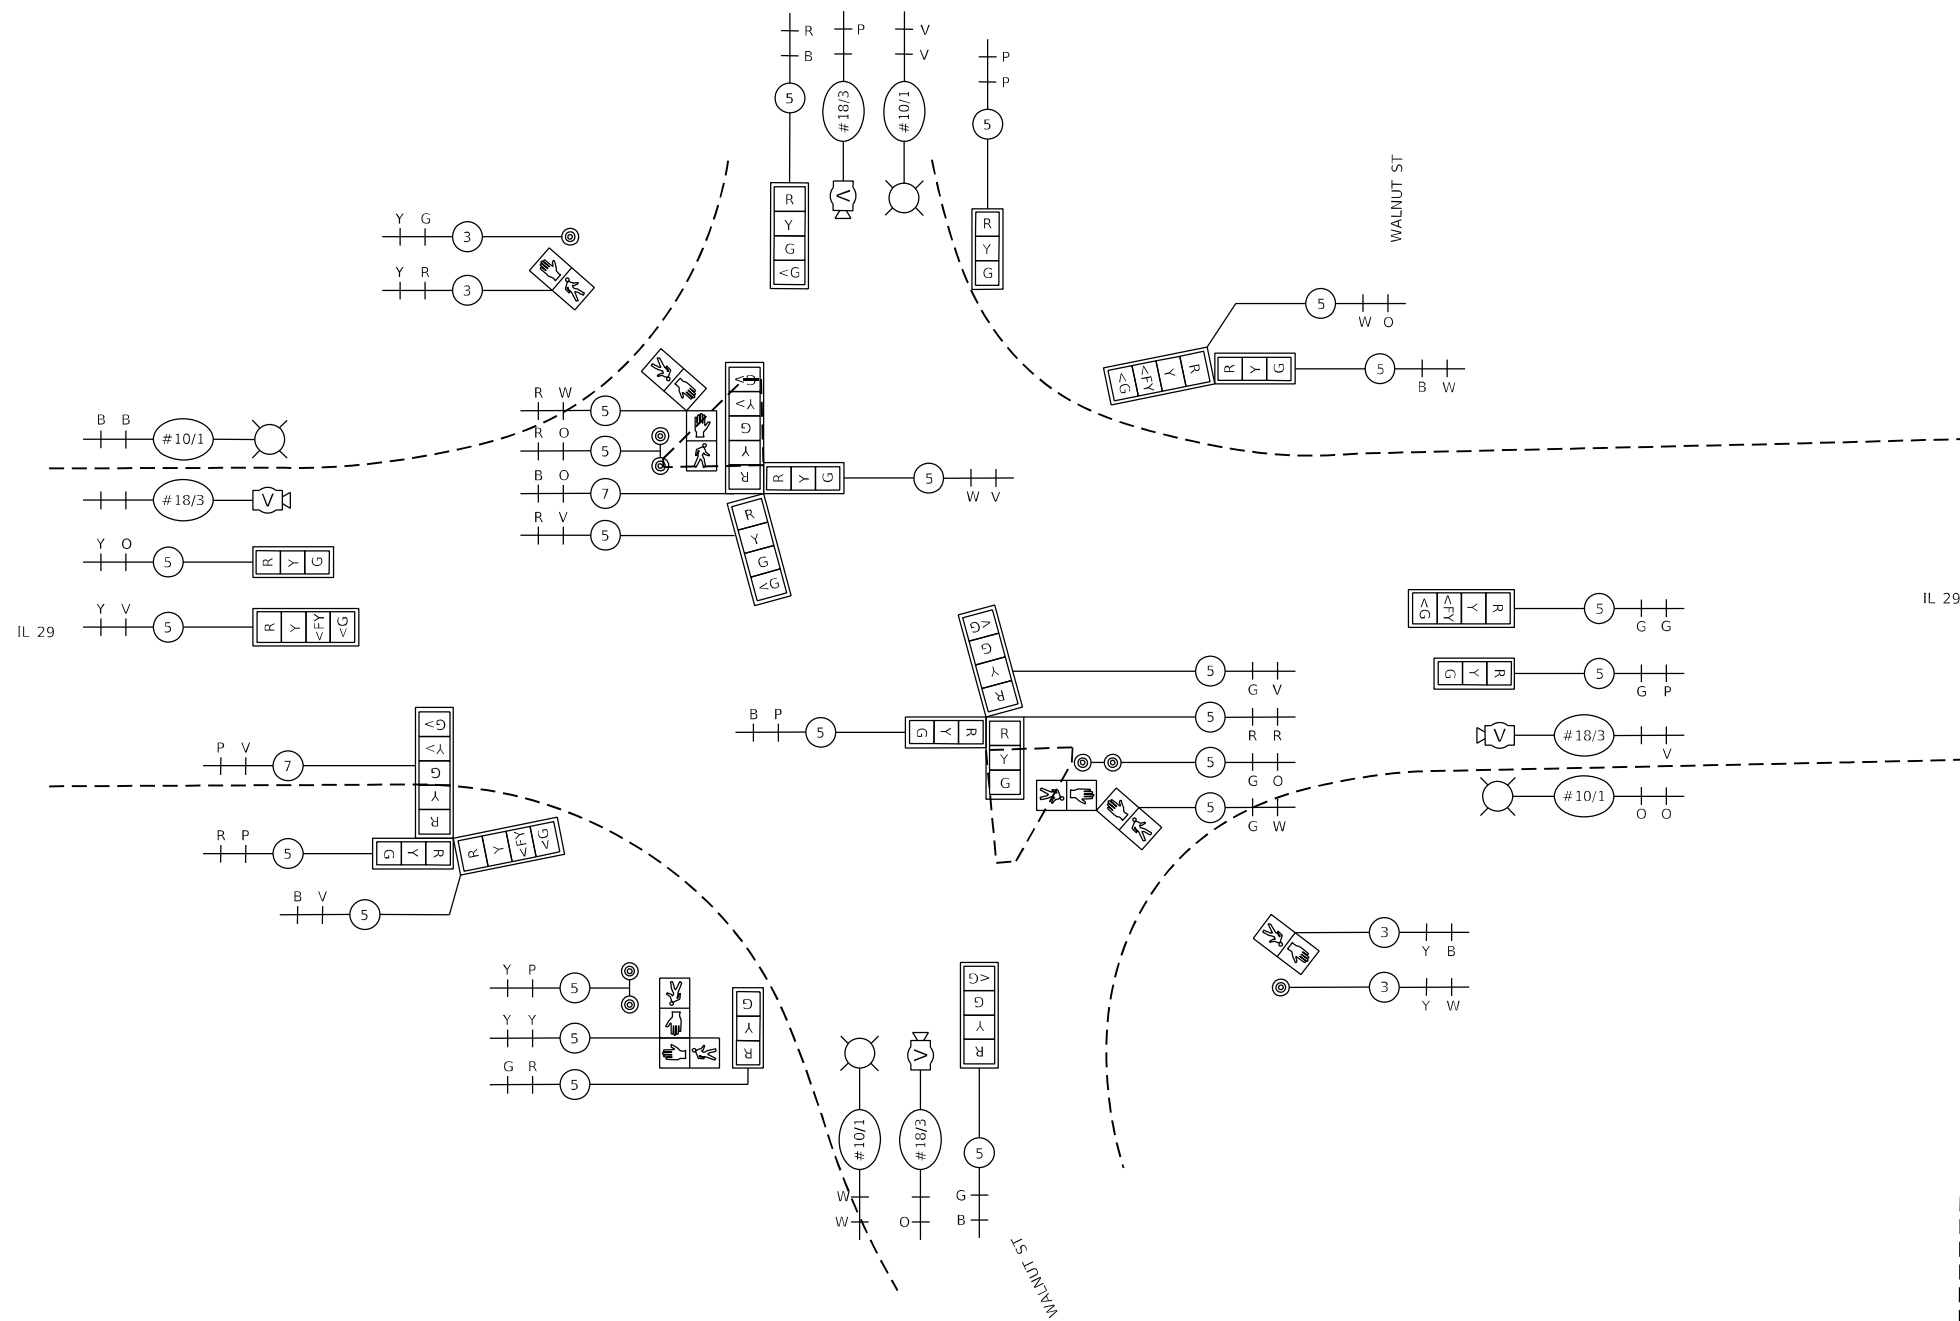 R
B
P
V
V
P
P
5
#18/3
#10/1
5
R
Y
G
<G
V
R
Y
G
WALNUT ST
Y G
3
Y R
3
5
W O
<G <FY Y R
R Y G
5
B W
R W
5
R O
5
B O
7
R V
5
<G
Y>
G
Y
R
R Y G
5
W V
R
Y
G
<G
B B
#10/1
#18/3
V
Y O
5
R Y G
Y V
5
R Y <FY <G
IL 29
<G <FY Y R
5
G G
IL 29
G Y R
5
G P
V
#18/3
V
#10/1
O O
<G
G
Y
R
5
G V
5
R R
5
G O
5
G W
B P
5
G Y R
R
Y
G
P V
7
G>
Y>
G
Y
R
R P
5
G Y R
R Y <FY <G
B V
5
3
Y B
3
Y W
Y P
5
Y Y
5
G R
5
G
Y
R
V
<G
G
Y
R
#10/1
#18/3
5
W
W
O
G
B
WALNUT ST